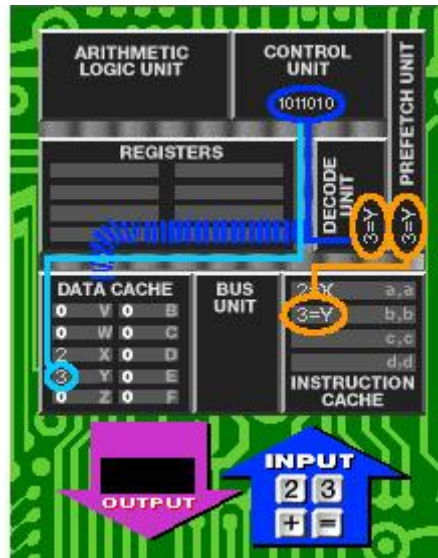 ARITHMETIC
LOGIC UNIT
CONTROL
UNIT
1011010
PREFETCH UNIT
REGISTERS
DECODE
UNIT
3=Y
3=Y
DATA CACHE
0 V 0 B
0 W 0 C
2 X 0 D
3 Y 0 E
0 Z 0 F
BUS
UNIT
2=X a,a
3=Y b,b
c,c
d,d
INSTRUCTION
CACHE
OUTPUT
INPUT
2 3
+ =